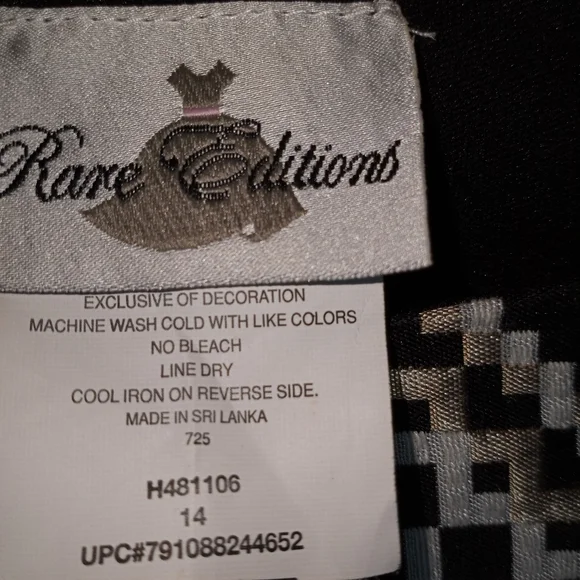 Rare Editions
EXCLUSIVE OF DECORATION
MACHINE WASH COLD WITH LIKE COLORS
NO BLEACH
LINE DRY
COOL IRON ON REVERSE SIDE.
MADE IN SRI LANKA
725
H481106
14
UPC#791088244652